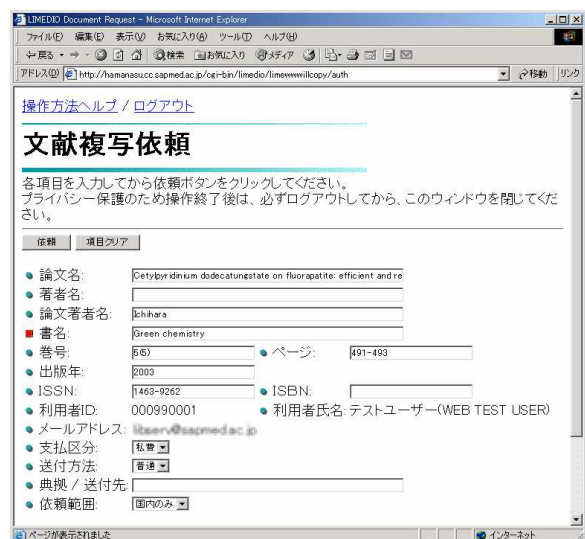 LIMEDIO Document Request - Microsoft Internet Explorer
ファイル(F) 編集(E) 表示(V) お気に入り(A) ツール(T) ヘルプ(H)
戻る 検索 お気に入り メディア
アドレス(D) http://hamanasu.cc.sapmed.ac.jp/cgi-bin/limedio/limewwwillcopy/auth 移動 リンク
操作方法ヘルプ / ログアウト
文献複写依頼
各項目を入力してから依頼ボタンをクリックしてください。
プライバシー保護のため操作終了後は、必ずログアウトしてから、このウィンドウを閉じてくだ
さい。
依頼 項目クリア
論文名: Cetylpyridinium dodecatungstate on fluorapatite: efficient and re
著者名:
論文著者名: Ichihara
書名: Green chemistry
巻号: 5(5) ページ: 491-493
出版年: 2003
ISSN: 1463-9262 ISBN:
利用者ID: 000990001 利用者氏名: テストユーザー(WEB TEST USER)
メールアドレス: libserv@sapmed.ac.jp
支払区分: 私費
送付方法: 普通
典拠 / 送付先:
依頼範囲: 国内のみ
ページが表示されました インターネット